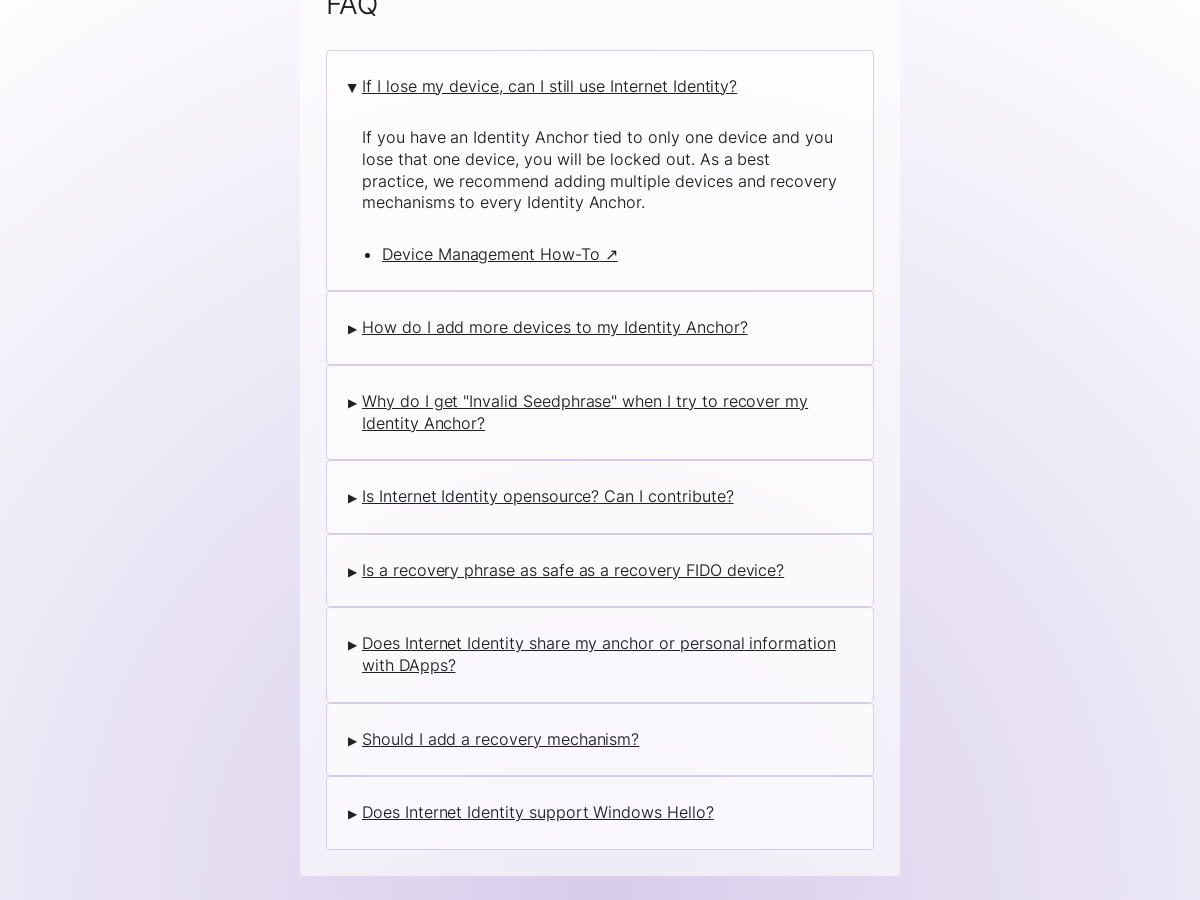 FAQ
▼ If I lose my device, can I still use Internet Identity?
If you have an Identity Anchor tied to only one device and you
lose that one device, you will be locked out. As a best
practice, we recommend adding multiple devices and recovery
mechanisms to every Identity Anchor.
• Device Management How-To ↗
▶ How do I add more devices to my Identity Anchor?
▶ Why do I get "Invalid Seedphrase" when I try to recover my
Identity Anchor?
▶ Is Internet Identity opensource? Can I contribute?
▶ Is a recovery phrase as safe as a recovery FIDO device?
▶ Does Internet Identity share my anchor or personal information
with DApps?
▶ Should I add a recovery mechanism?
▶ Does Internet Identity support Windows Hello?